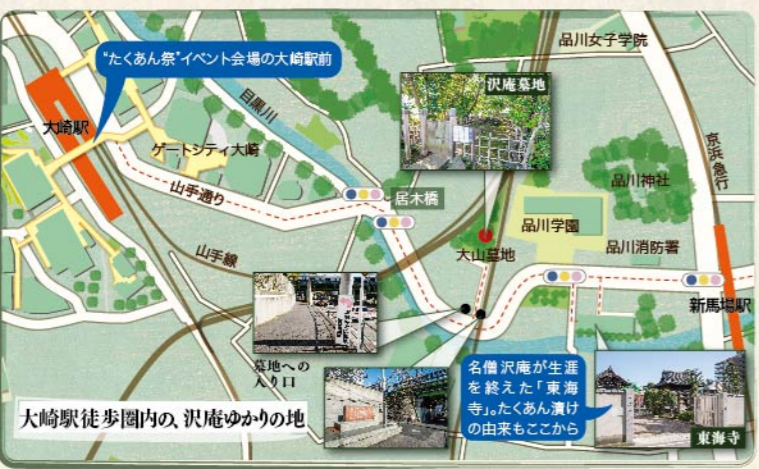 品川女子学院
“たくあん祭”イベント会場の大崎駅前
沢庵墓地
目黒川
大崎駅
ゲートシティ大崎
京浜急行
山手通り
居木橋
品川神社
品川学園
山手線
大山墓地
品川消防署
新馬場駅
墓地への
入り口
名僧沢庵が生涯
を終えた「東海
寺」。たくあん漬け
の由来もここから
大崎駅徒歩圏内の、沢庵ゆかりの地
東海寺